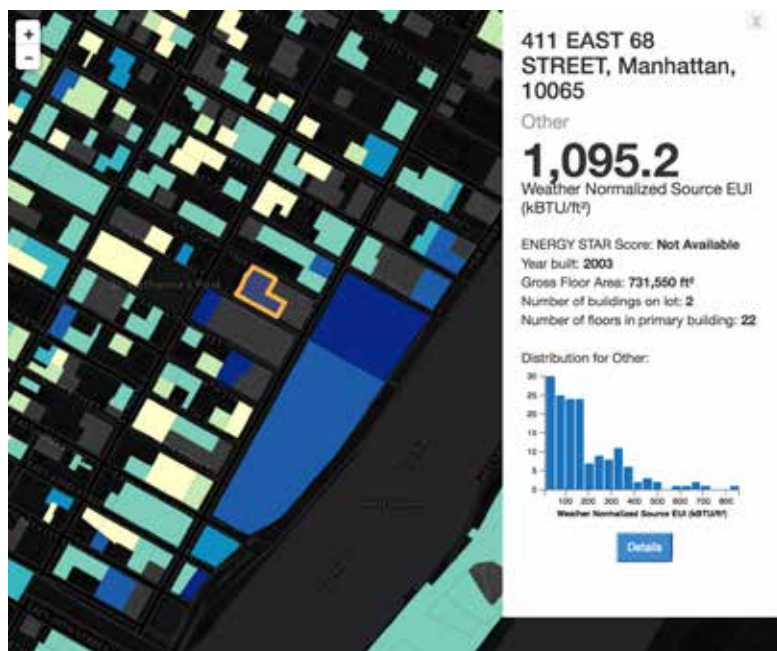 +
−
X
411 EAST 68
STREET, Manhattan,
10065
Other
1,095.2
Weather Normalized Source EUI
(kBTU/ft²)
ENERGY STAR Score: Not Available
Year built: 2003
Gross Floor Area: 731,550 ft²
Number of buildings on lot: 2
Number of floors in primary building: 22
Distribution for Other:
30
25
20
15
10
5
0
100 200 300 400 500 600 700 800
Weather Normalized Source EUI (kBTU/ft²)
Details